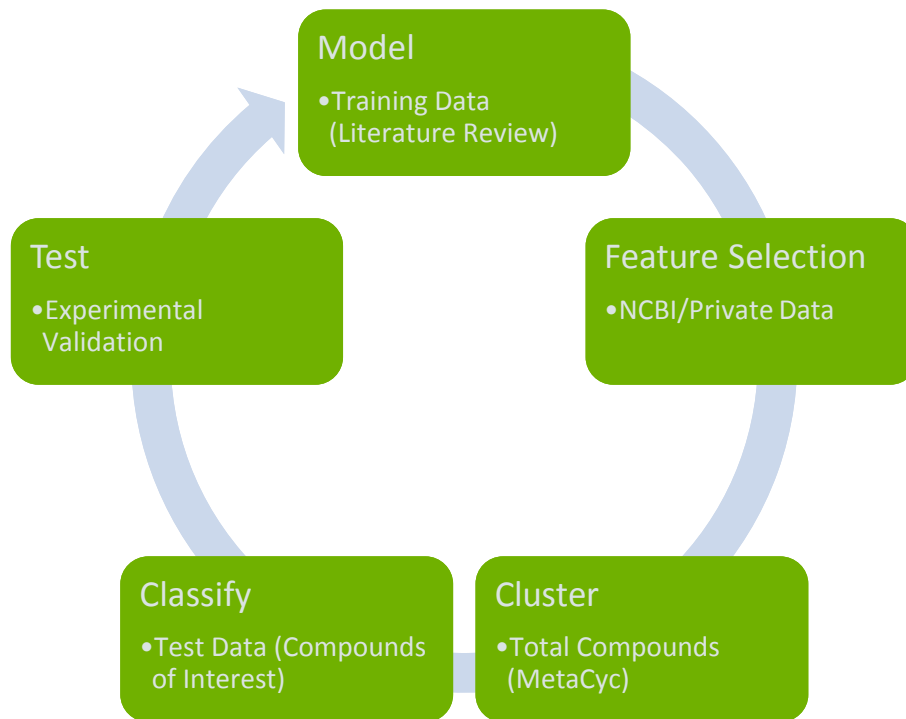 Model
•Training Data
(Literature Review)
Feature Selection
•NCBI/Private Data
Cluster
•Total Compounds
(MetaCyc)
Classify
•Test Data (Compounds
of Interest)
Test
•Experimental
Validation